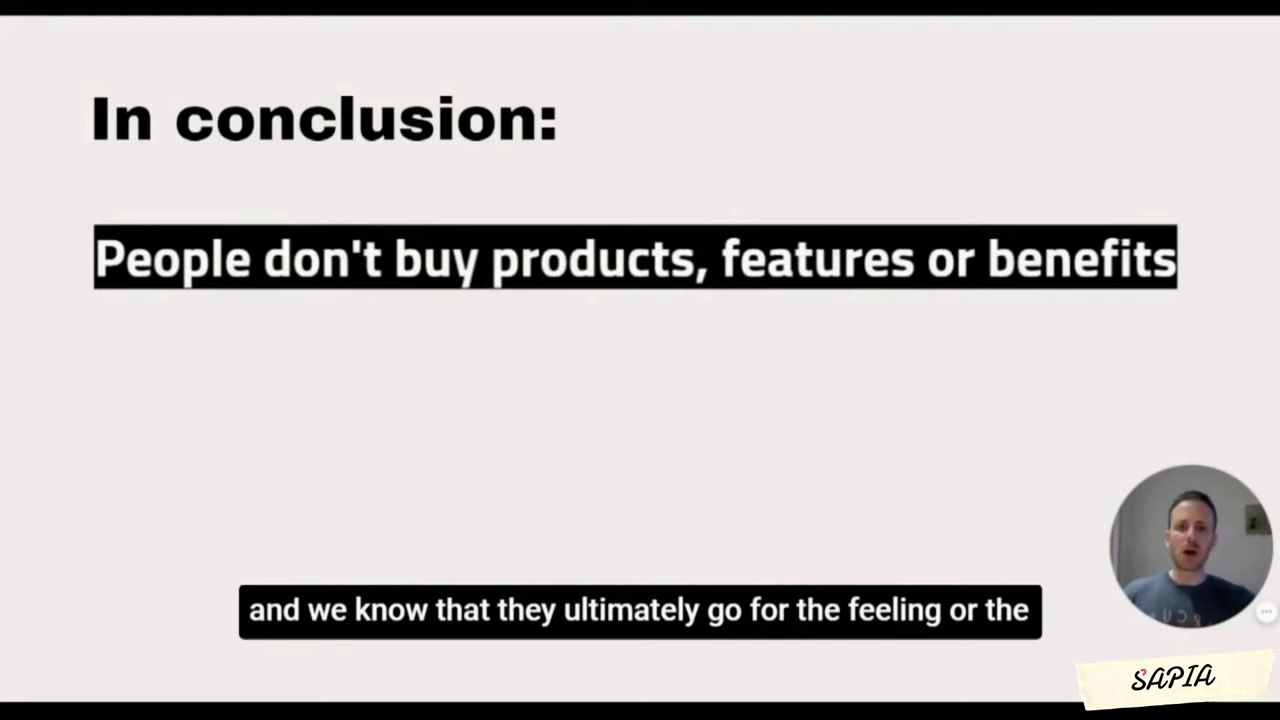 In conclusion:
People don't buy products, features or benefits
and we know that they ultimately go for the feeling or the
SAPIA